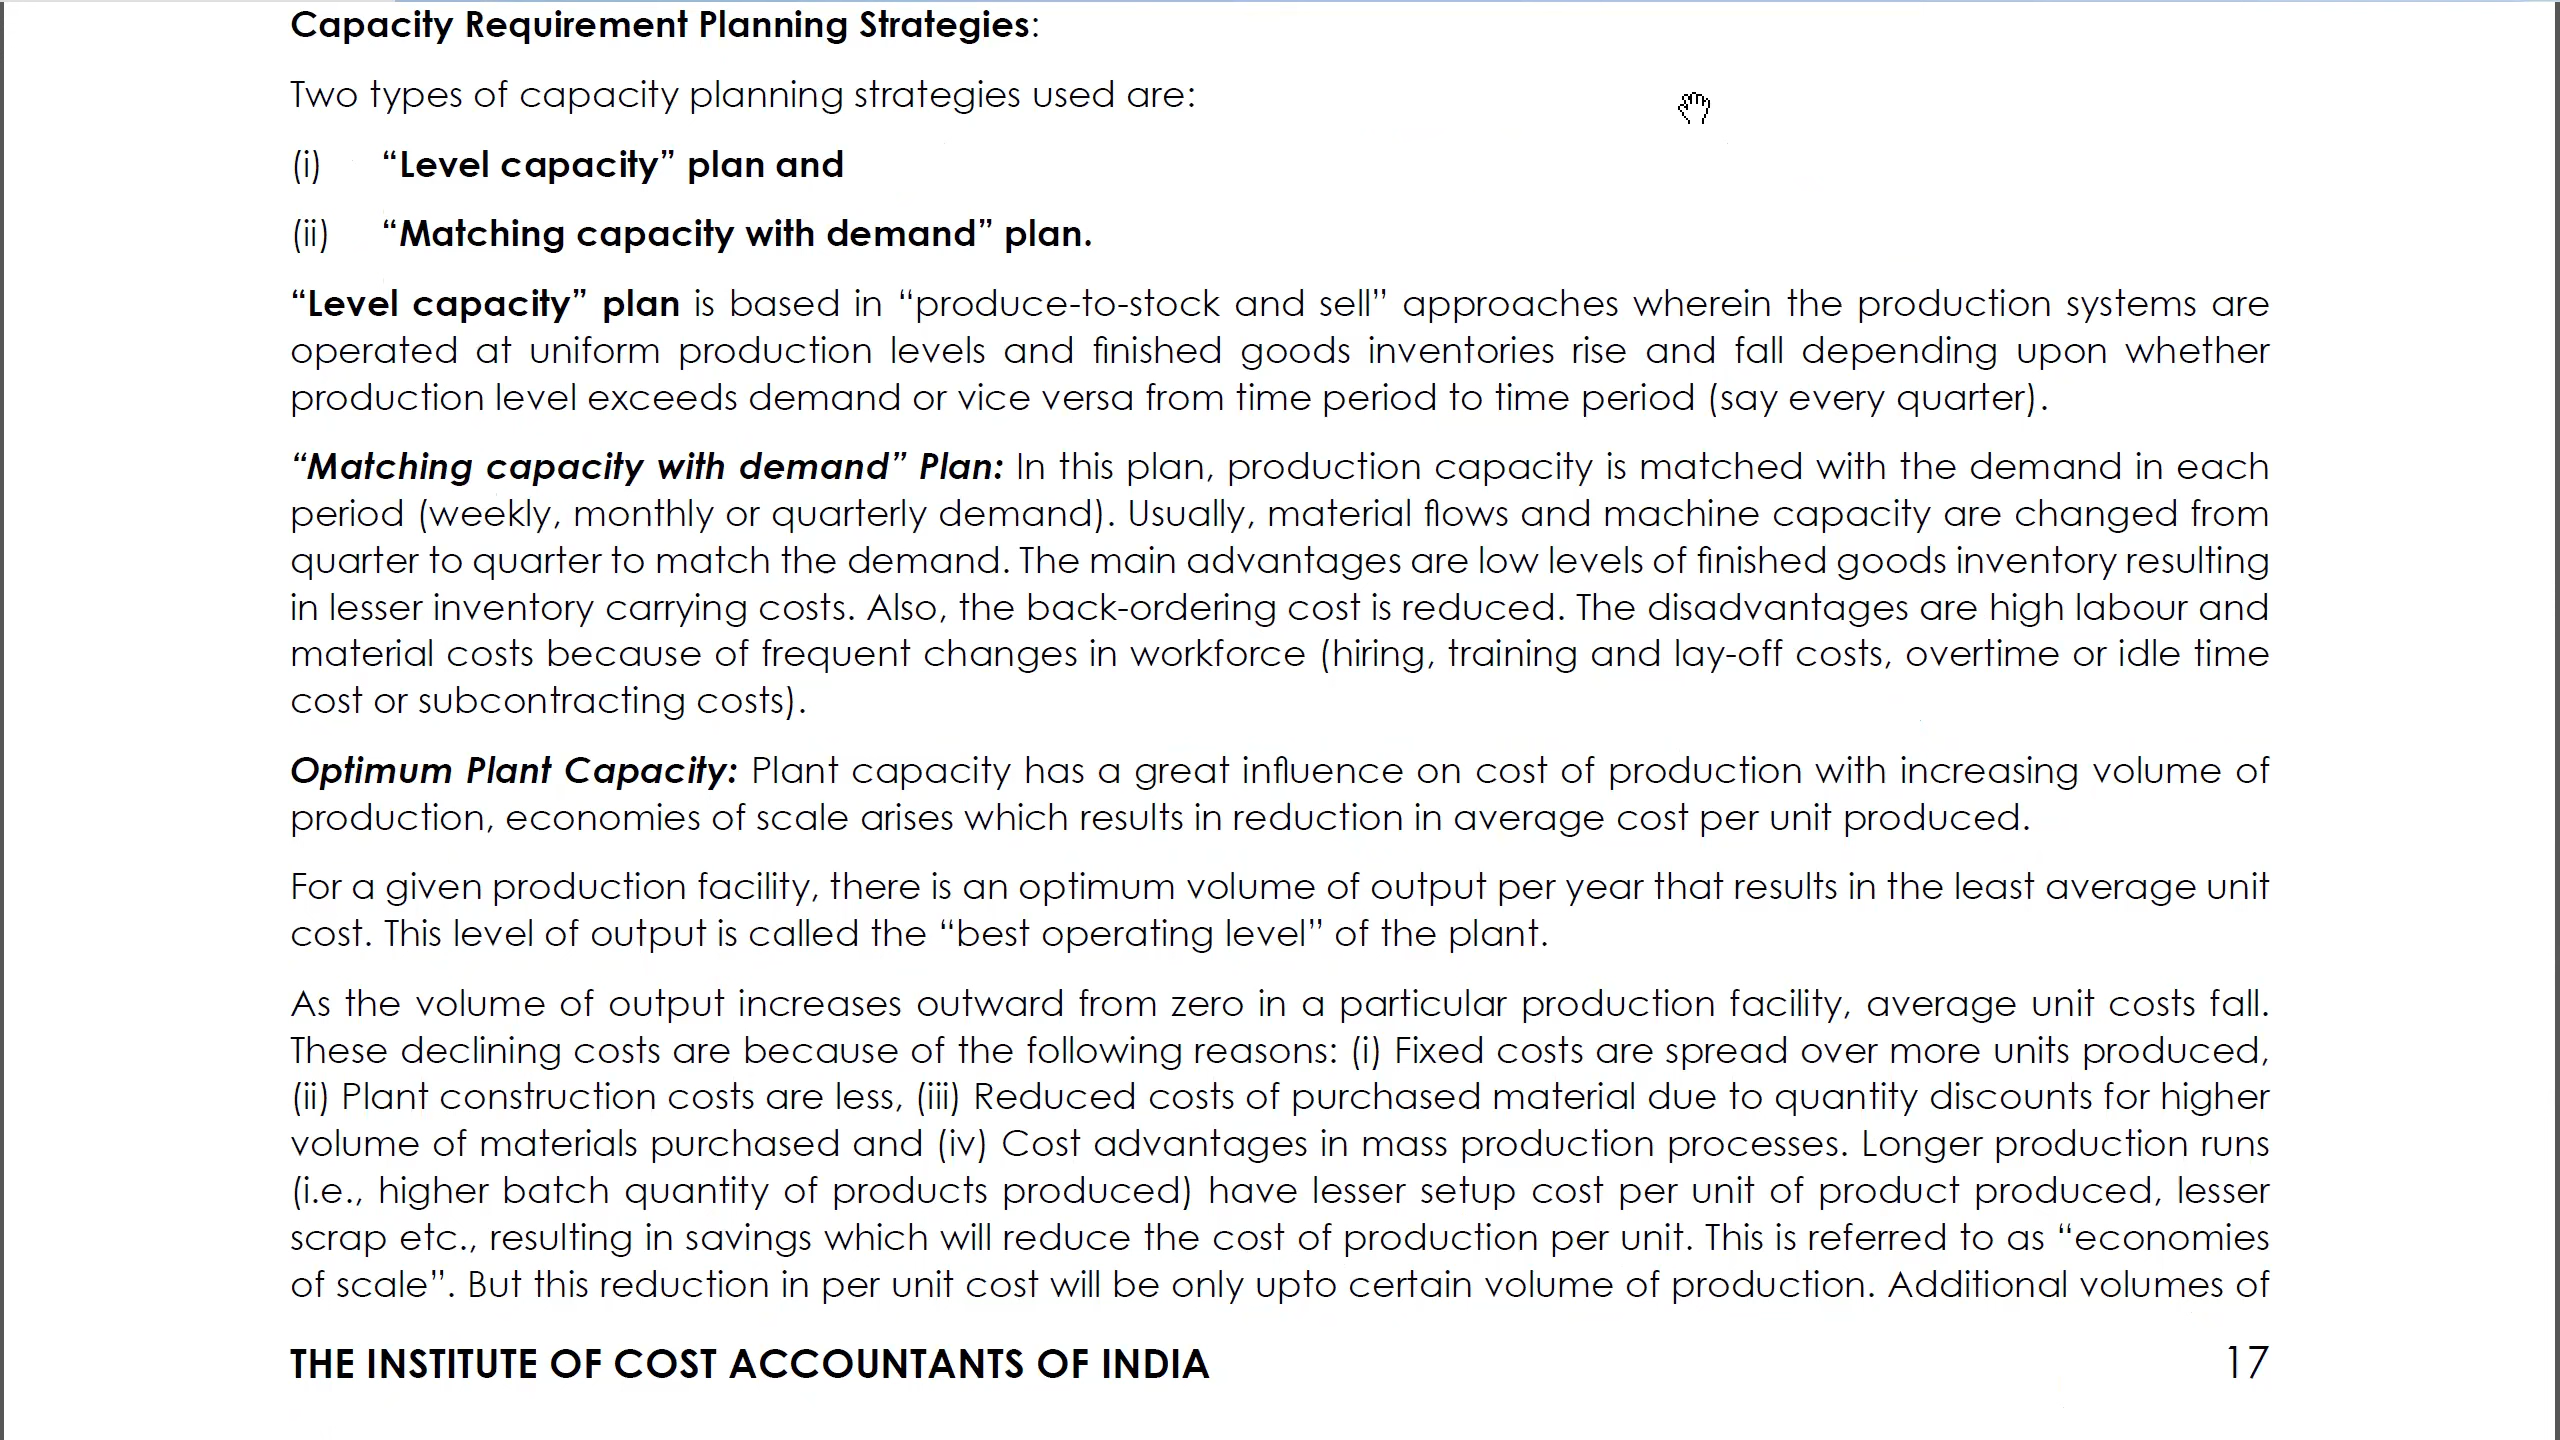 Capacity Requirement Planning Strategies:
Two types of capacity planning strategies used are:
(i) “Level capacity” plan and
(ii) “Matching capacity with demand” plan.
“Level capacity” plan is based in “produce-to-stock and sell” approaches wherein the production systems are
operated at uniform production levels and finished goods inventories rise and fall depending upon whether
production level exceeds demand or vice versa from time period to time period (say every quarter).
“Matching capacity with demand” Plan: In this plan, production capacity is matched with the demand in each
period (weekly, monthly or quarterly demand). Usually, material flows and machine capacity are changed from
quarter to quarter to match the demand. The main advantages are low levels of finished goods inventory resulting
in lesser inventory carrying costs. Also, the back-ordering cost is reduced. The disadvantages are high labour and
material costs because of frequent changes in workforce (hiring, training and lay-off costs, overtime or idle time
cost or subcontracting costs).
Optimum Plant Capacity: Plant capacity has a great influence on cost of production with increasing volume of
production, economies of scale arises which results in reduction in average cost per unit produced.
For a given production facility, there is an optimum volume of output per year that results in the least average unit
cost. This level of output is called the “best operating level” of the plant.
As the volume of output increases outward from zero in a particular production facility, average unit costs fall.
These declining costs are because of the following reasons: (i) Fixed costs are spread over more units produced,
(ii) Plant construction costs are less, (iii) Reduced costs of purchased material due to quantity discounts for higher
volume of materials purchased and (iv) Cost advantages in mass production processes. Longer production runs
(i.e., higher batch quantity of products produced) have lesser setup cost per unit of product produced, lesser
scrap etc., resulting in savings which will reduce the cost of production per unit. This is referred to as “economies
of scale”. But this reduction in per unit cost will be only upto certain volume of production. Additional volumes of
THE INSTITUTE OF COST ACCOUNTANTS OF INDIA 17